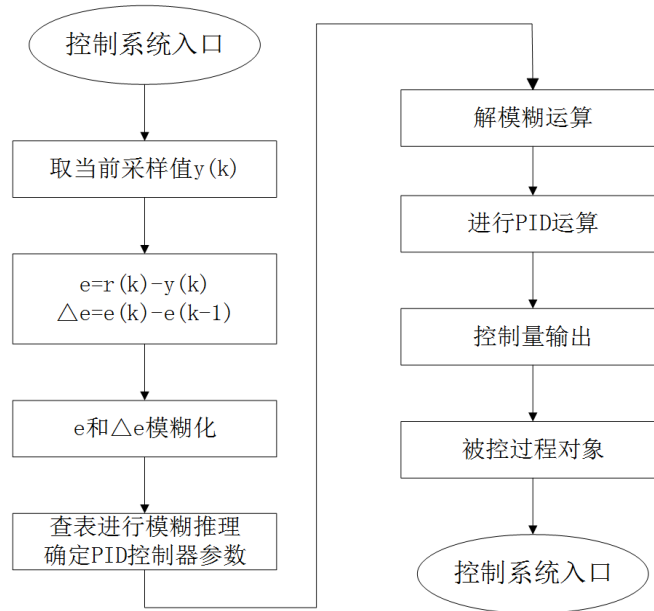 控制系统入口
取当前采样值y(k)
e=r(k)-y(k)
△e=e(k)-e(k-1)
e和△e模糊化
查表进行模糊推理
确定PID控制器参数
解模糊运算
进行PID运算
控制量输出
被控过程对象
控制系统入口